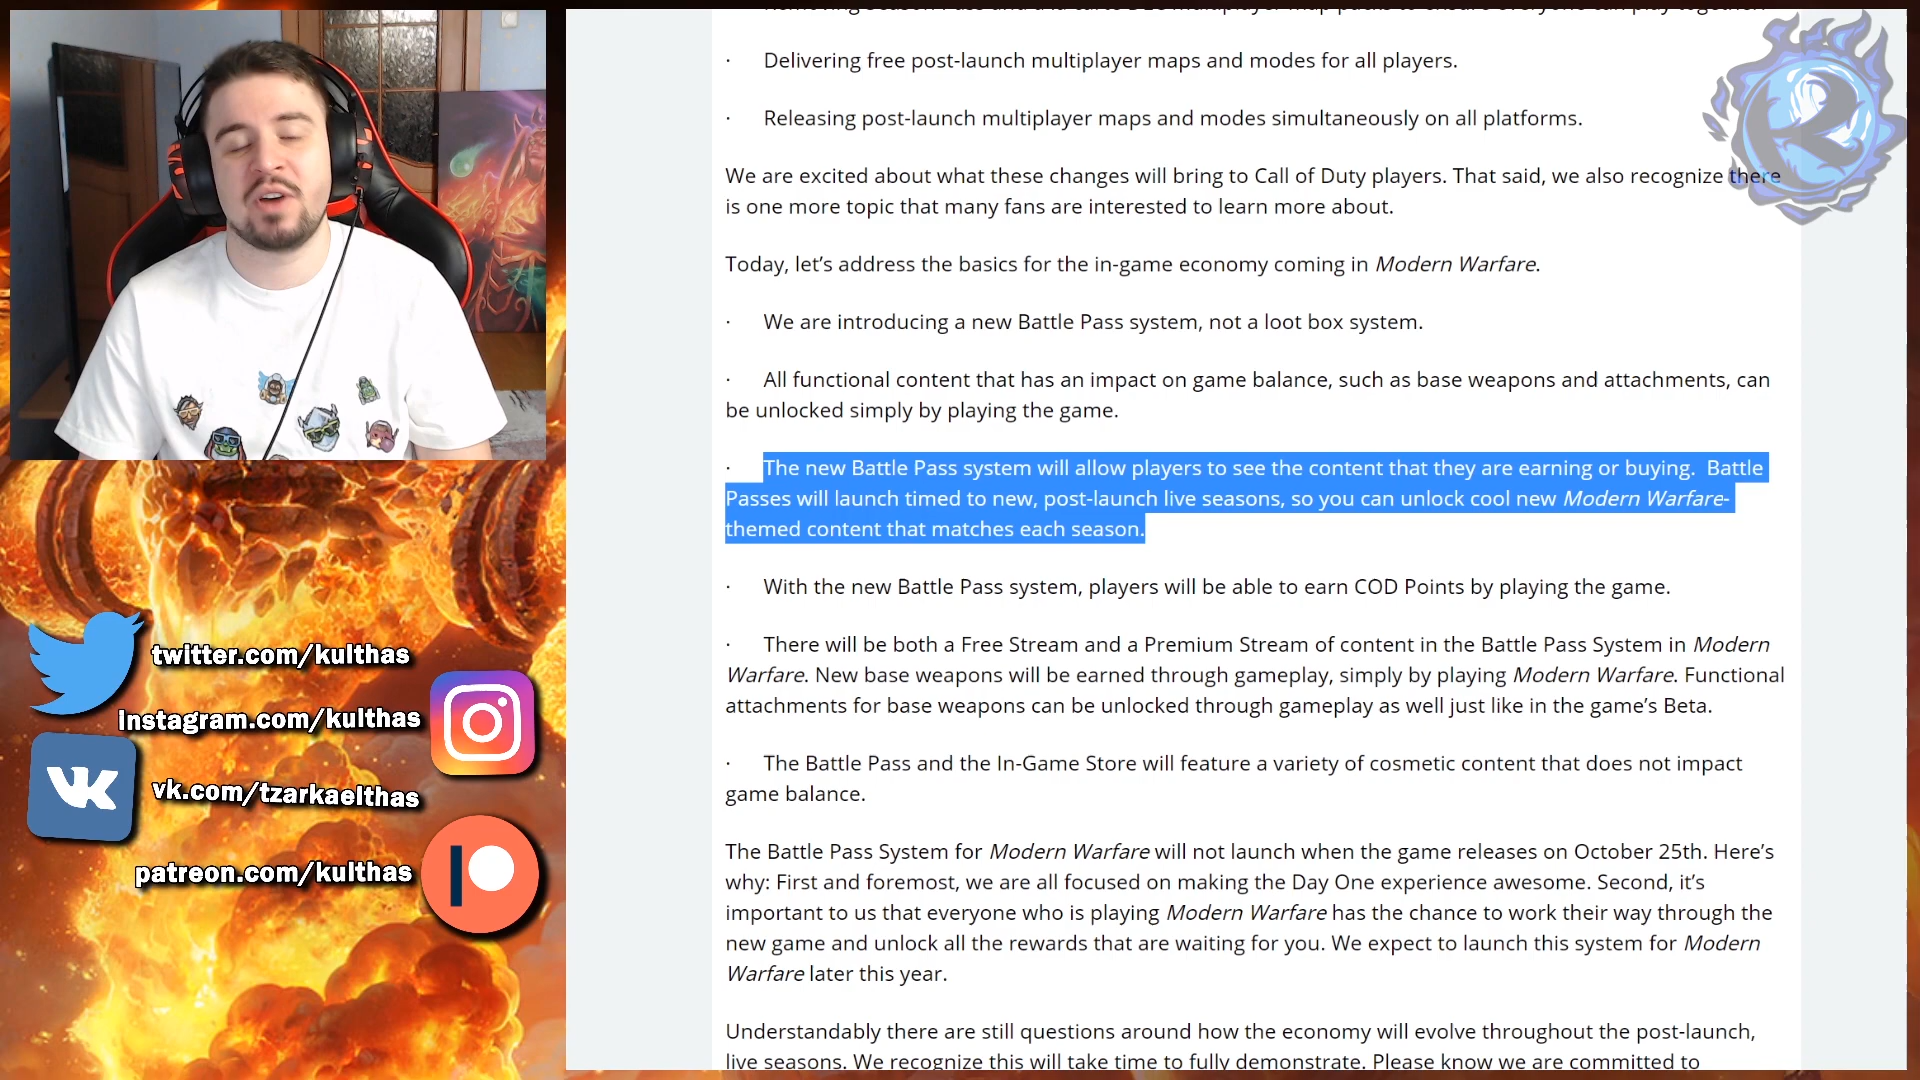 Delivering free post-launch multiplayer maps and modes for all players.
· Releasing post-launch multiplayer maps and modes simultaneously on all platforms.
We are excited about what these changes will bring to Call of Duty players. That said, we also recognize there
is one more topic that many fans are interested to learn more about.
Today, let’s address the basics for the in-game economy coming in Modern Warfare.
· We are introducing a new Battle Pass system, not a loot box system.
· All functional content that has an impact on game balance, such as base weapons and attachments, can
be unlocked simply by playing the game.
· The new Battle Pass system will allow players to see the content that they are earning or buying.  Battle
Passes will launch timed to new, post-launch live seasons, so you can unlock cool new Modern Warfare-
themed content that matches each season.
· With the new Battle Pass system, players will be able to earn COD Points by playing the game.
· There will be both a Free Stream and a Premium Stream of content in the Battle Pass System in Modern
Warfare. New base weapons will be earned through gameplay, simply by playing Modern Warfare. Functional
attachments for base weapons can be unlocked through gameplay as well just like in the game’s Beta.
· The Battle Pass and the In-Game Store will feature a variety of cosmetic content that does not impact
game balance.
The Battle Pass System for Modern Warfare will not launch when the game releases on October 25th. Here’s
why: First and foremost, we are all focused on making the Day One experience awesome. Second, it’s
important to us that everyone who is playing Modern Warfare has the chance to work their way through the
new game and unlock all the rewards that are waiting for you. We expect to launch this system for Modern
Warfare later this year.
Understandably there are still questions around how the economy will evolve throughout the post-launch,
live seasons. We recognize this will take time to fully demonstrate. Please know we are committed to
twitter.com/kulthas
Instagram.com/kulthas
vk.com/tzarkaelthas
patreon.com/kulthas